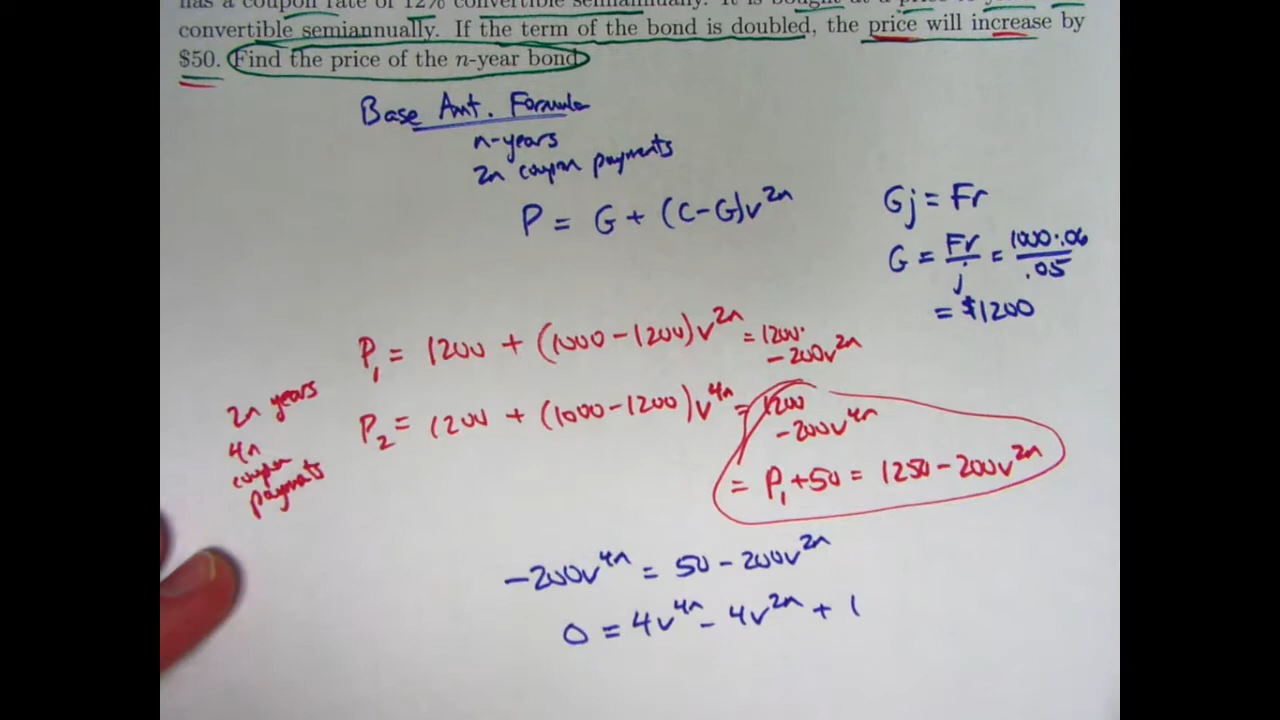 has a coupon rate of 12% convertible semiannually. It is bought at a price to
convertible semiannually. If the term of the bond is doubled, the price will increase by
$50. Find the price of the n-year bond
Base Amt. Formula
n-years
2n coupon payments
P = G + (C-G)v^2n
Gj = Fr
G = Fr/j = 1000·.06/.05
= $1200
P₁ = 1200 + (1000-1200)v^2n = 1200
-200v^2n
2n years
4n
coupon
payments
P₂ = 1200 + (1000-1200)v^4n = 1200
-200v^4n
= P₁+50 = 1250-200v^2n
-200v^4n = 50-200v^2n
0 = 4v^4n - 4v^2n + 1